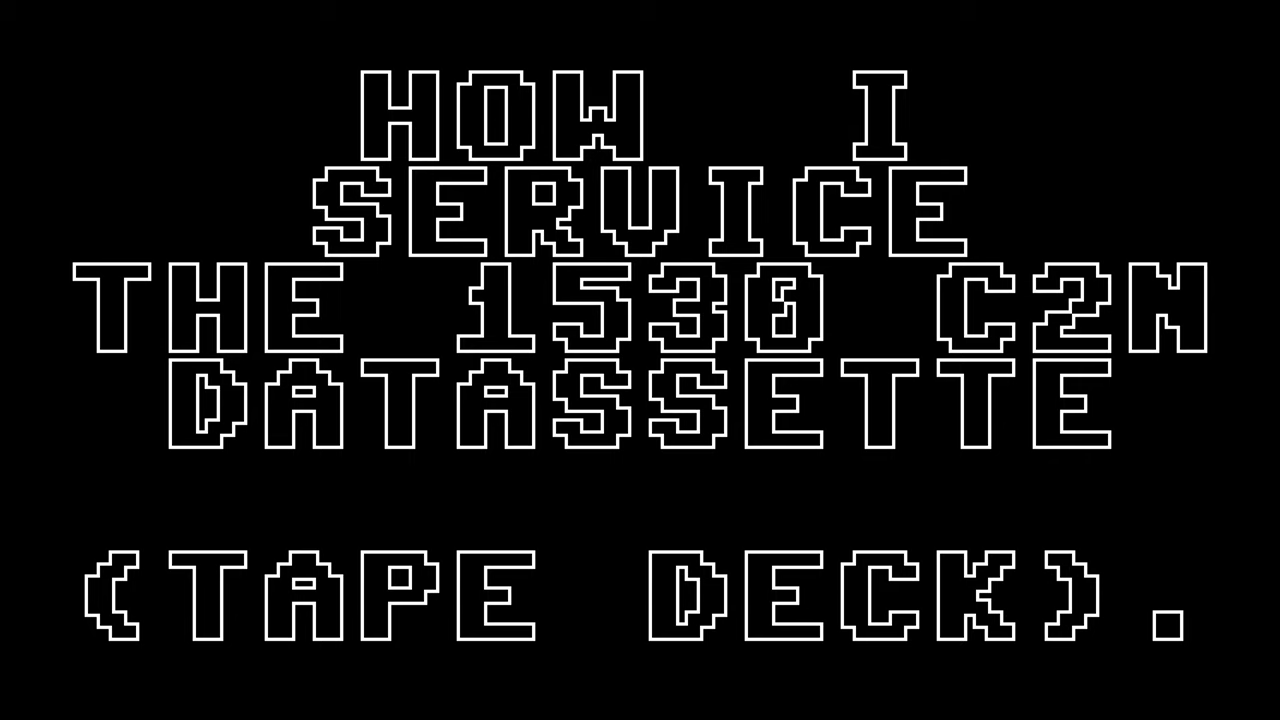 HOW I
SERVICE
THE 1530 C2N
DATASSETTE
(TAPE DECK).